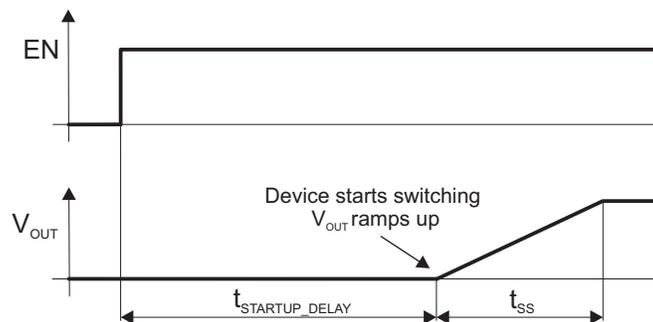 EN
Device starts switching
VOUT ramps up
VOUT
tSTARTUP_DELAY
tSS